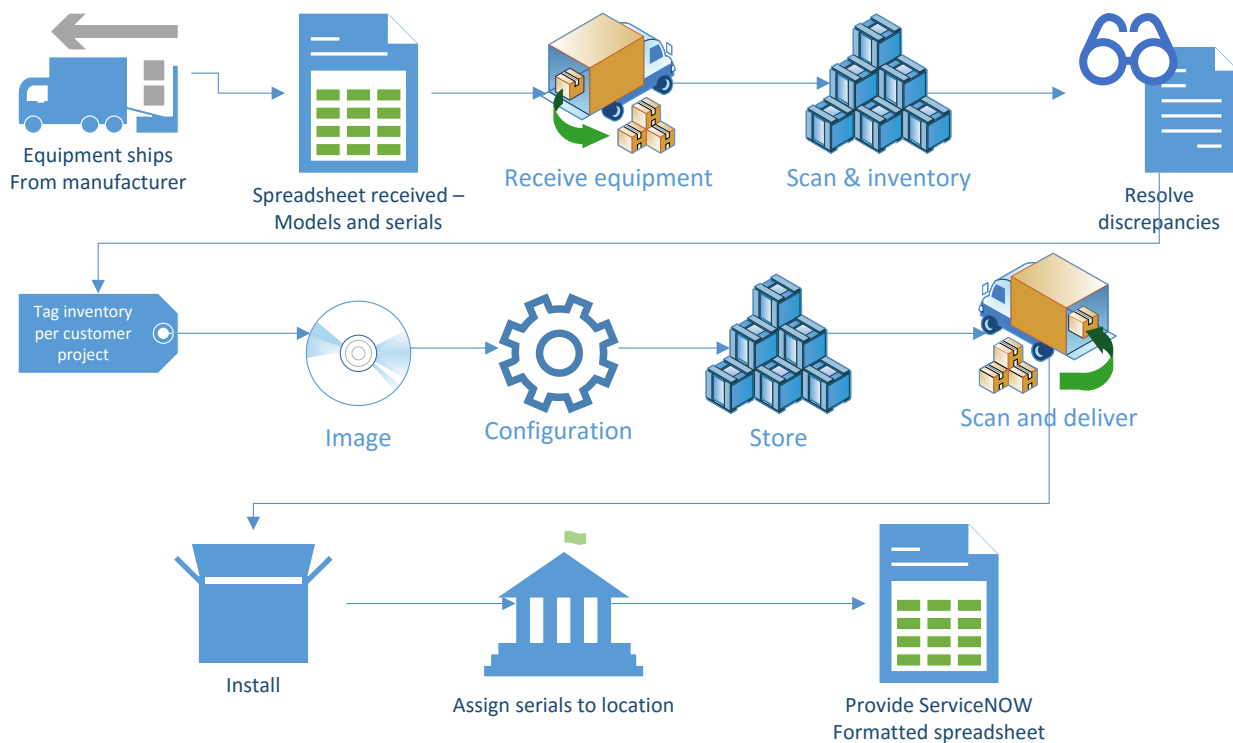 Equipment ships
From manufacturer
Spreadsheet received –
Models and serials
Receive equipment
Scan & inventory
Resolve
discrepancies
Tag inventory
per customer
project
Image
Configuration
Store
Scan and deliver
Install
Assign serials to location
Provide ServiceNOW
Formatted spreadsheet